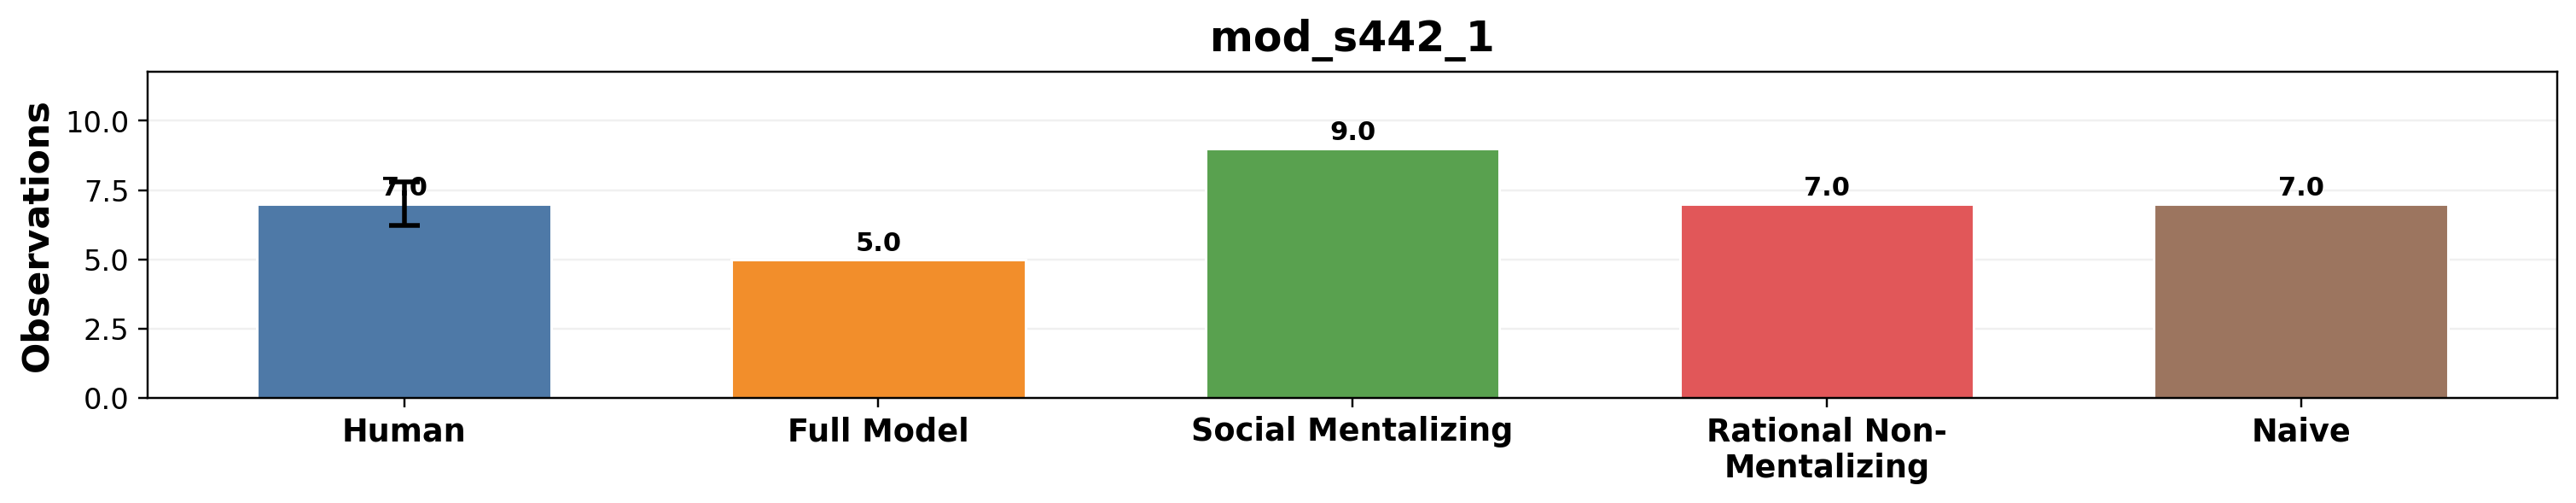 mod_s442_1
Observations
10.0
7.5
5.0
2.5
0.0
7.0
5.0
9.0
7.0
7.0
Human
Full Model
Social Mentalizing
Rational Non-
Mentalizing
Naive